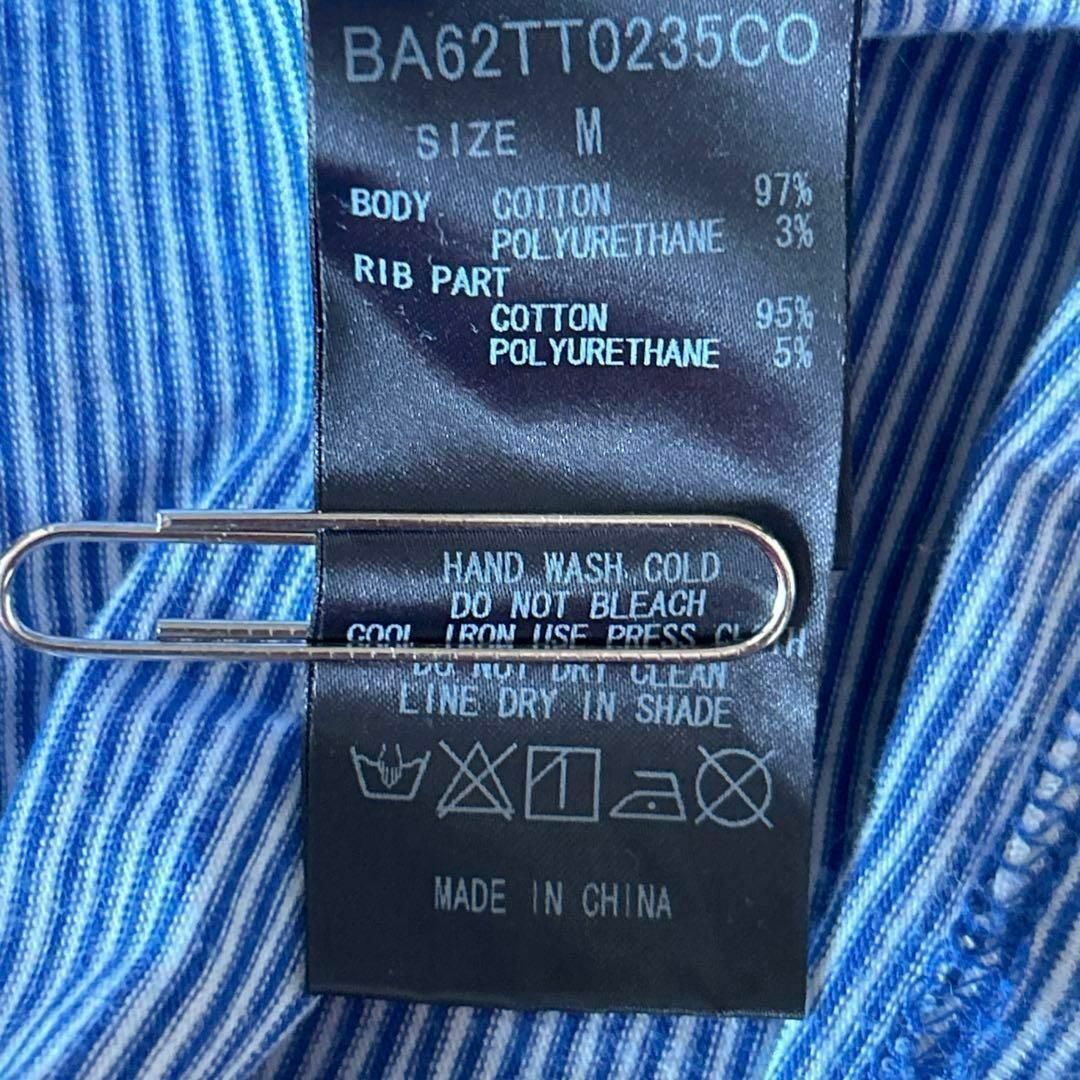 BA62TT0235CO
SIZE M
BODY COTTON 97%
POLYURETHANE 3%
RIB PART
COTTON 95%
POLYURETHANE 5%
HAND WASH COLD
DO NOT BLEACH
COOL IRON USE PRESS CLOTH
DO NOT DRY CLEAN
LINE DRY IN SHADE
MADE IN CHINA